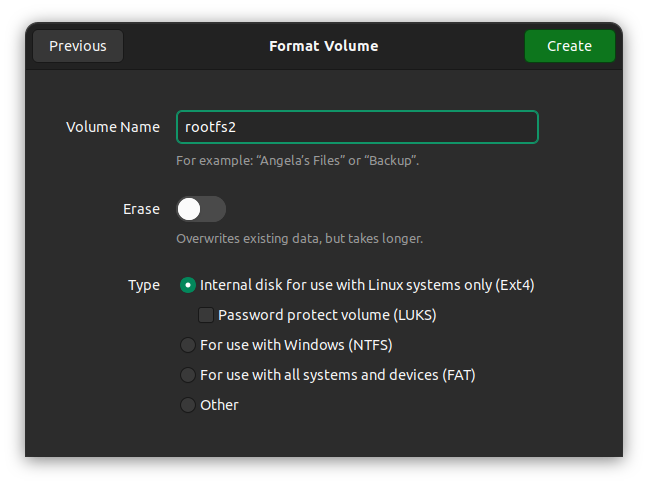 Previous
Format Volume
Create
Volume Name
rootfs2
For example: “Angela’s Files” or “Backup”.
Erase
Overwrites existing data, but takes longer.
Type
Internal disk for use with Linux systems only (Ext4)
Password protect volume (LUKS)
For use with Windows (NTFS)
For use with all systems and devices (FAT)
Other